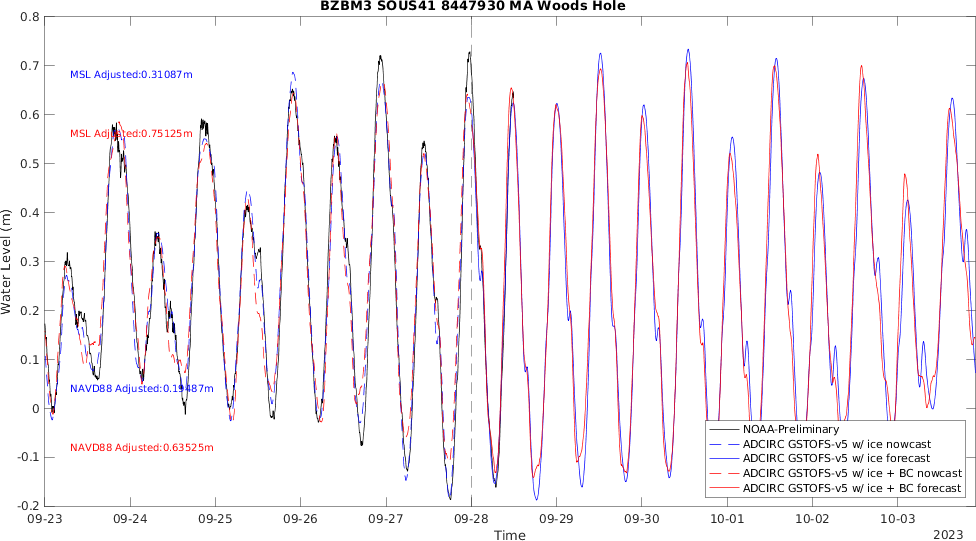 BZBM3 SOUS41 8447930 MA Woods Hole
0.8
0.7
0.6
0.5
0.4
0.3
0.2
0.1
0
-0.1
-0.2
Water Level (m)
MSL Adjusted:0.31087m
MSL Adjusted:0.75125m
NAVD88 Adjusted:0.19487m
NAVD88 Adjusted:0.63525m
NOAA-Preliminary
ADCIRC GSTOFS-v5 w/ ice nowcast
ADCIRC GSTOFS-v5 w/ ice forecast
ADCIRC GSTOFS-v5 w/ ice + BC nowcast
ADCIRC GSTOFS-v5 w/ ice + BC forecast
09-23 09-24 09-25 09-26 09-27 09-28 09-29 09-30 10-01 10-02 10-03
Time
2023